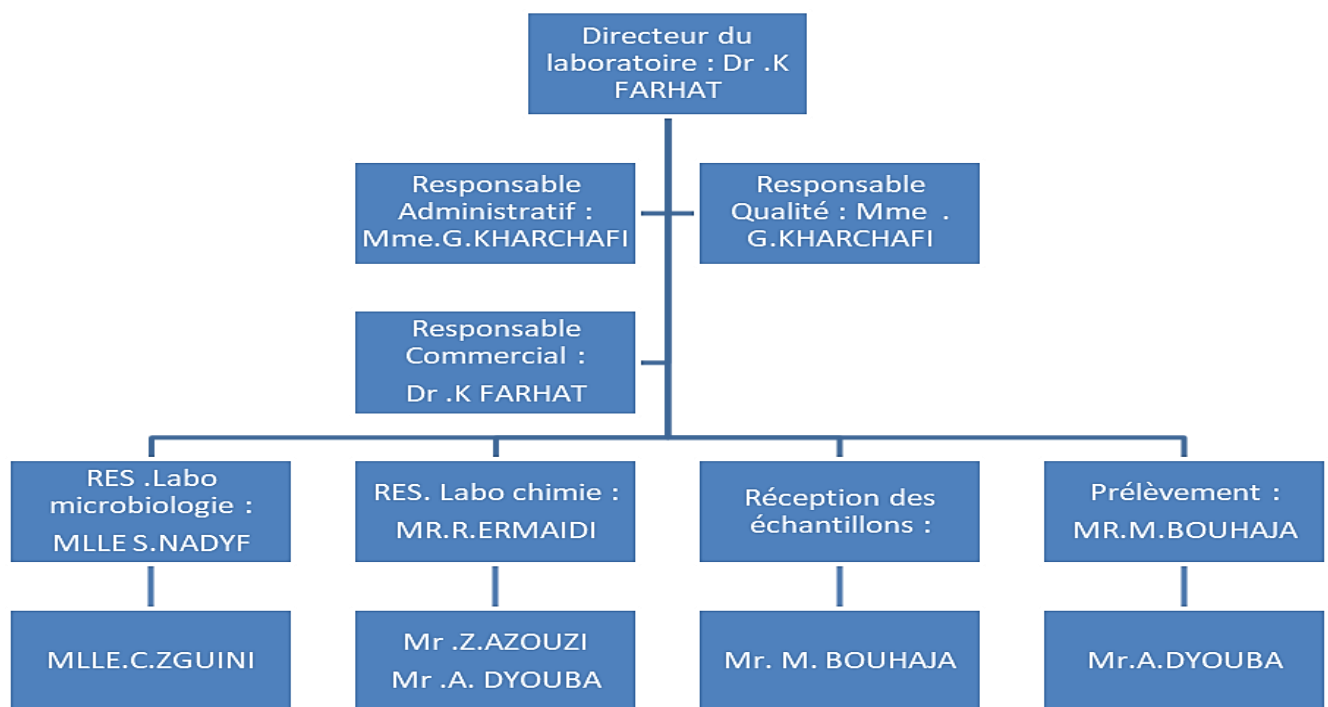 Directeur du
laboratoire : Dr .K
FARHAT
Responsable
Administratif :
Mme.G.KHARCHAFI
Responsable
Qualité : Mme .
G.KHARCHAFI
Responsable
Commercial :
Dr .K FARHAT
RES .Labo
microbiologie :
MLLE S.NADYF
RES. Labo chimie :
MR.R.ERMAIDI
Réception des
échantillons :
Prélèvement :
MR.M.BOUHAJA
MLLE.C.ZGUINI
Mr .Z.AZOUZI
Mr .A. DYOUBA
Mr. M. BOUHAJA
Mr.A.DYOUBA